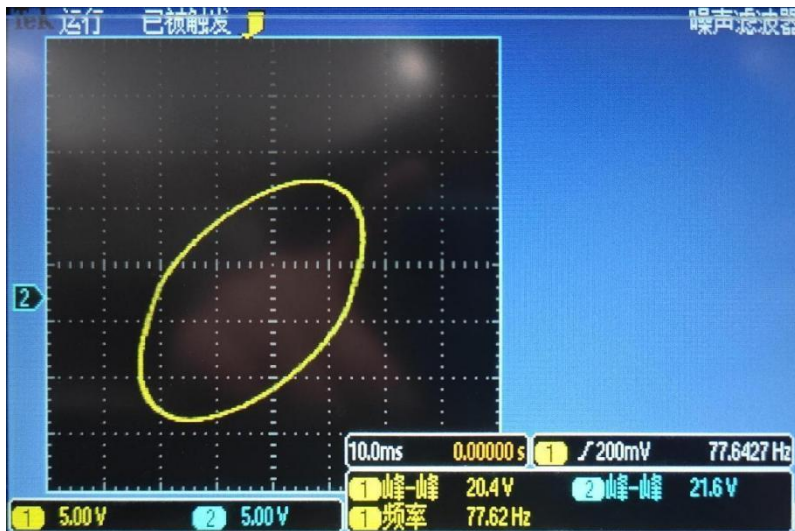 Tek 运行 已被触发 噪声滤波器
2
10.0ms 0.00000 s 1 200mV 77.6427 Hz
1 峰-峰 20.4 V 2 峰-峰 21.6 V
1 5.00 V 2 5.00 V 1 频率 77.62 Hz